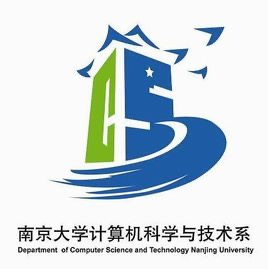 南京大学计算机科学与技术系
Department of Computer Science and Technology Nanjing University